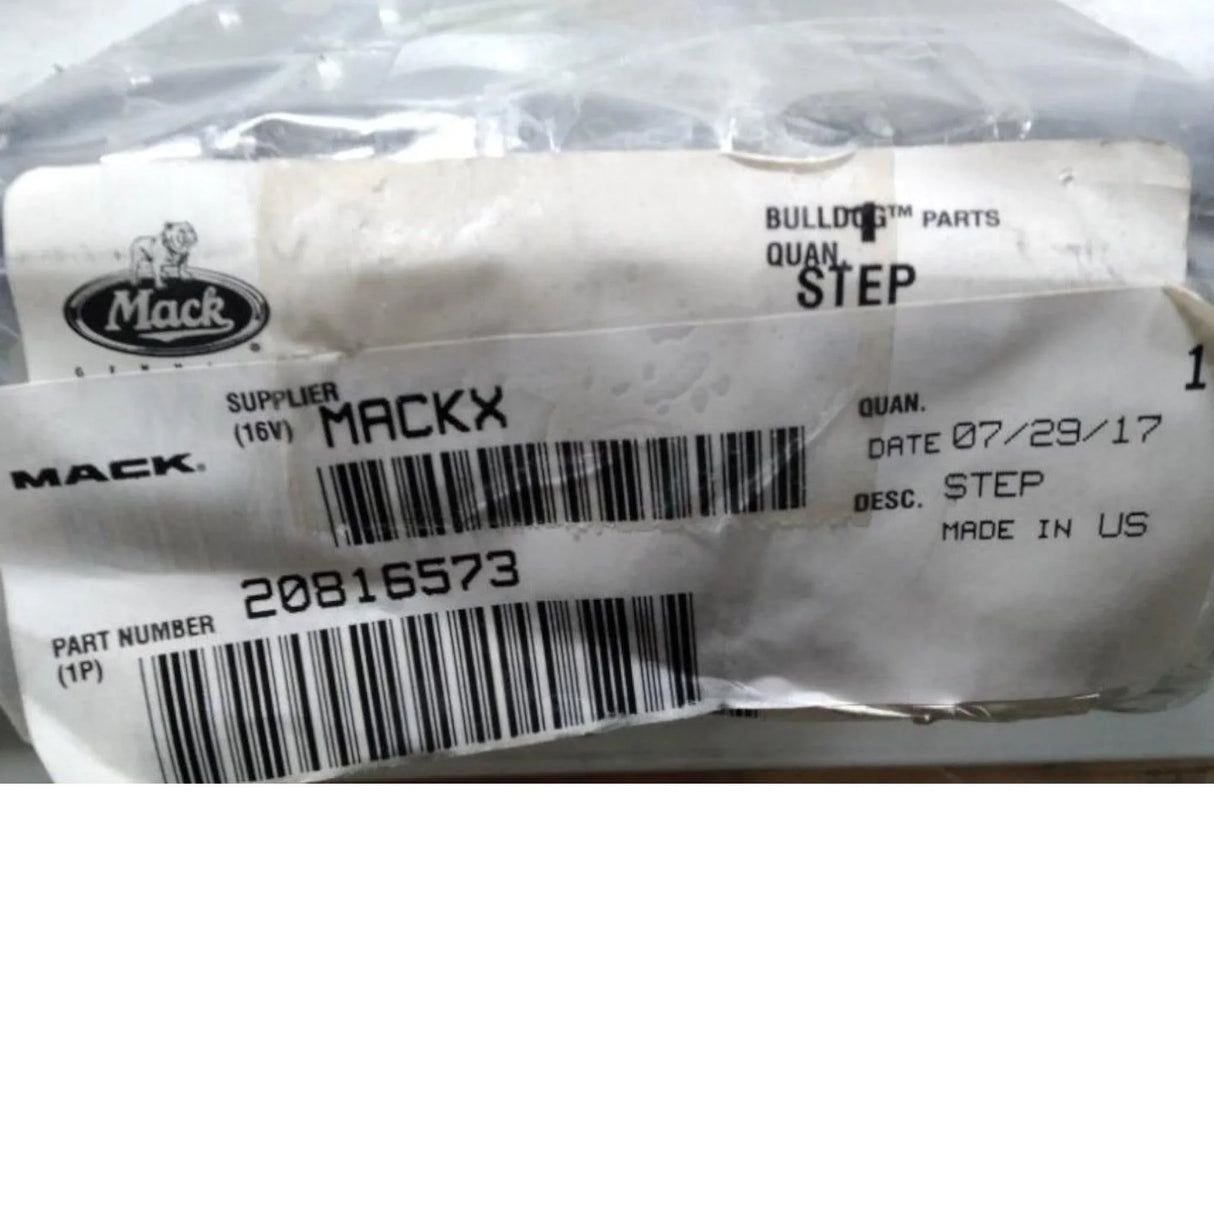 Mack
BULLDOG™ PARTS
QUAN. 1
STEP
SUPPLIER
(16V) MACKX
MACK
QUAN. 1
DATE 07/29/17
DESC. STEP
MADE IN US
20816573
PART NUMBER
(1P)